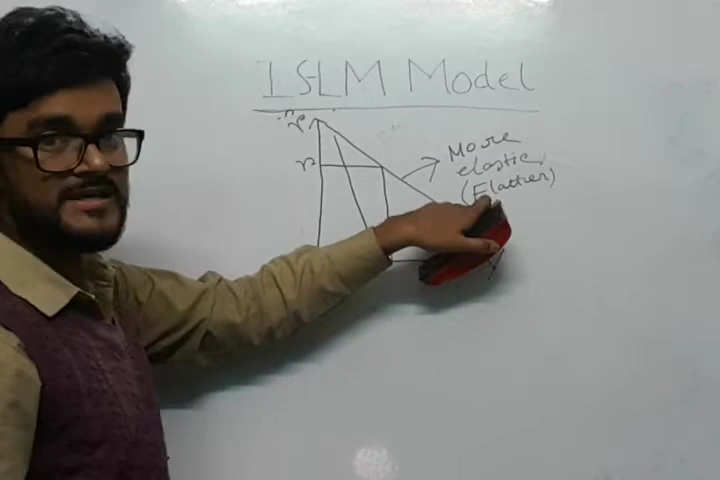 IS-LM Model
r
r
More
elastic,
(Flatter)
Y